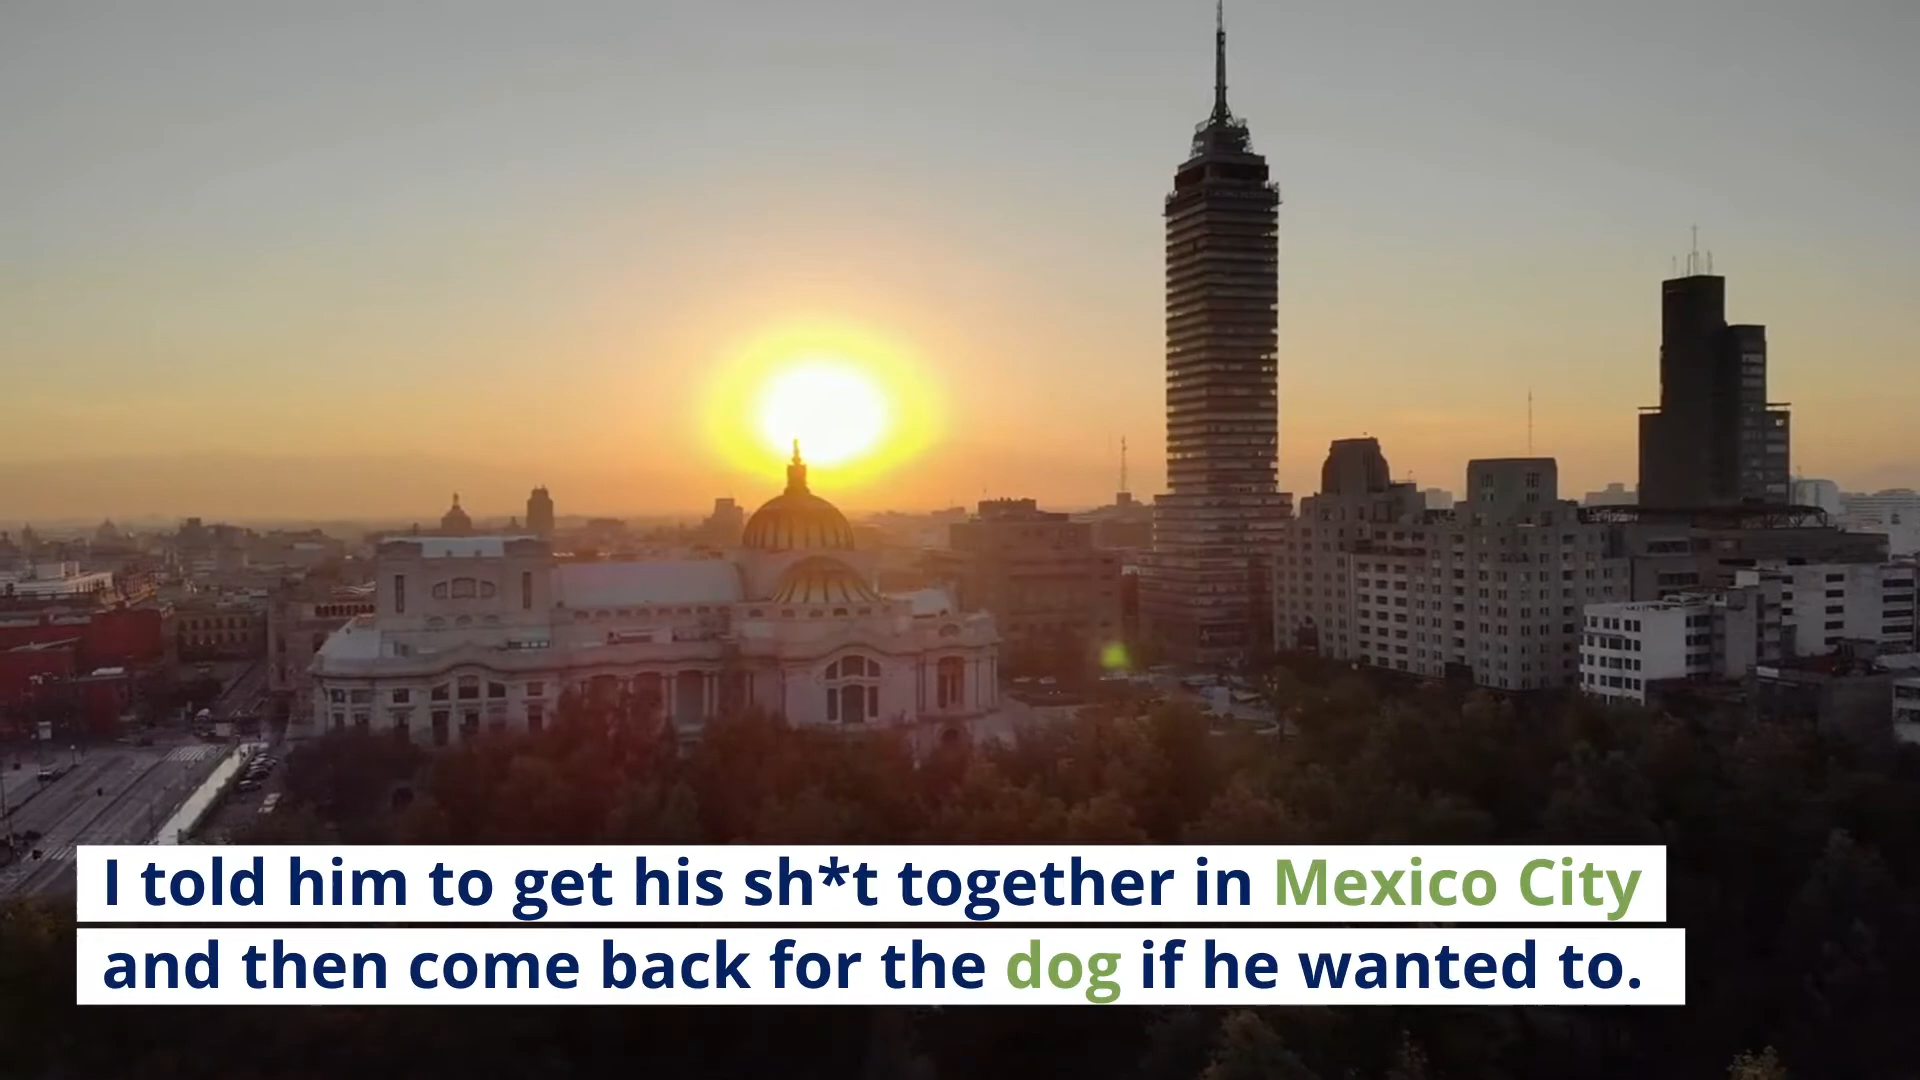 I told him to get his sh*t together in Mexico City
and then come back for the dog if he wanted to.